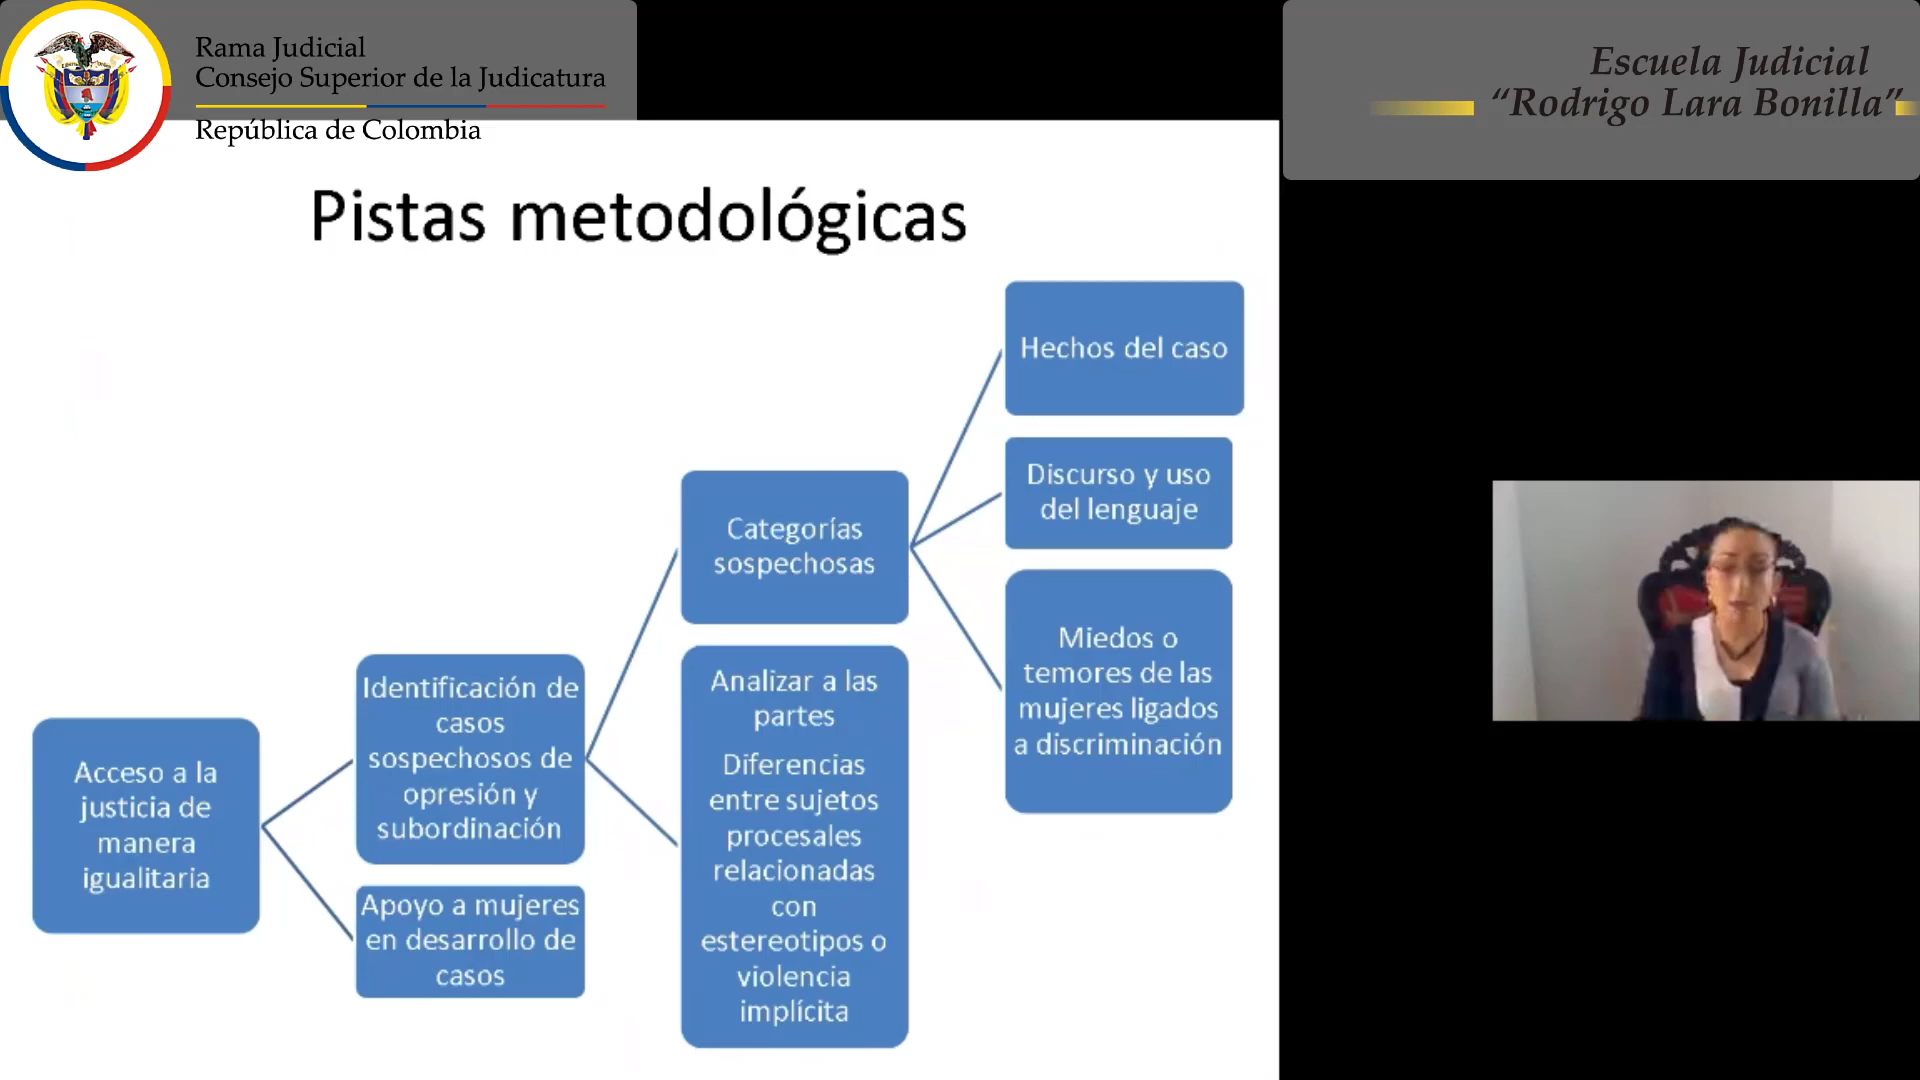 Rama Judicial
Consejo Superior de la Judicatura
República de Colombia
Escuela Judicial
“Rodrigo Lara Bonilla”
Pistas metodológicas
Acceso a la
justicia de
manera
igualitaria
Identificación de
casos
sospechosos de
opresión y
subordinación
Apoyo a mujeres
en desarrollo de
casos
Categorías
sospechosas
Analizar a las
partes
Diferencias
entre sujetos
procesales
relacionadas
con
estereotipos o
violencia
implícita
Hechos del caso
Discurso y uso
del lenguaje
Miedos o
temores de las
mujeres ligados
a discriminación